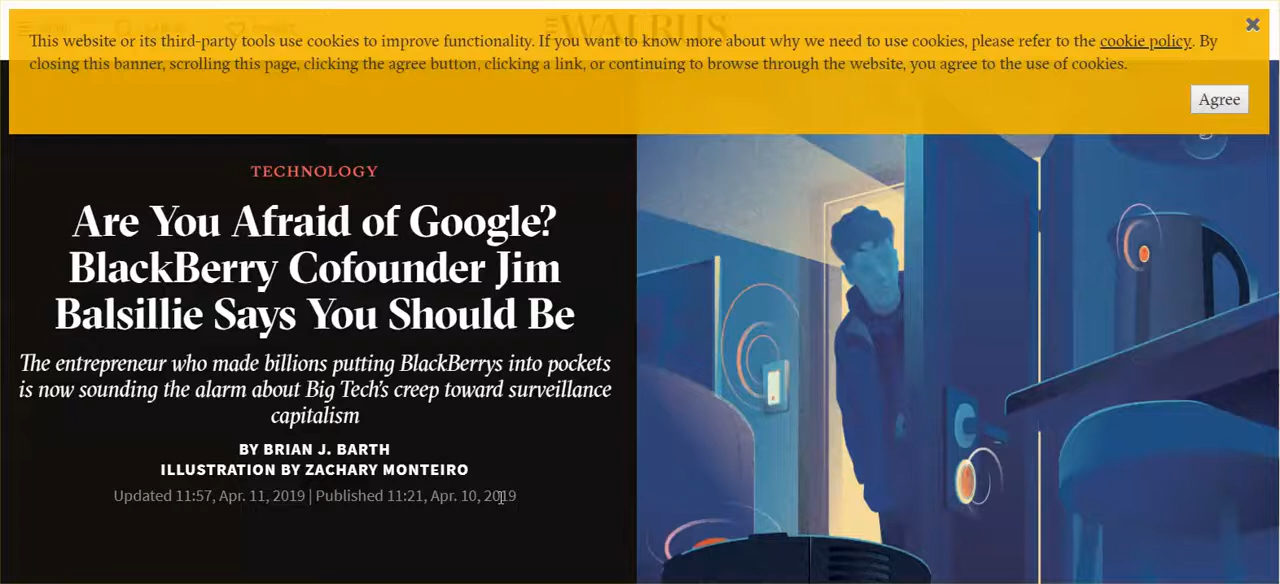 WALRUS
This website or its third-party tools use cookies to improve functionality. If you want to know more about why we need to use cookies, please refer to the cookie policy. By
closing this banner, scrolling this page, clicking the agree button, clicking a link, or continuing to browse through the website, you agree to the use of cookies.
Agree
TECHNOLOGY
Are You Afraid of Google?
BlackBerry Cofounder Jim
Balsillie Says You Should Be
The entrepreneur who made billions putting BlackBerrys into pockets
is now sounding the alarm about Big Tech's creep toward surveillance
capitalism
BY BRIAN J. BARTH
ILLUSTRATION BY ZACHARY MONTEIRO
Updated 11:57, Apr. 11, 2019 | Published 11:21, Apr. 10, 2019